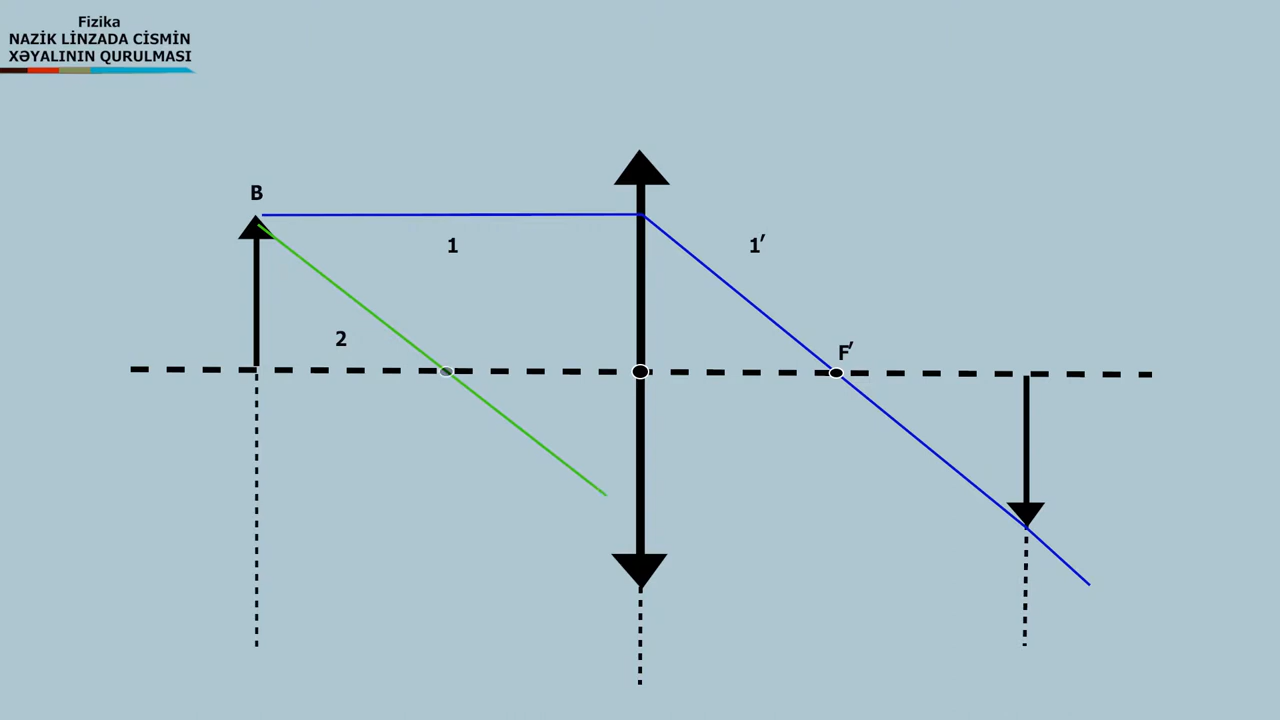 Fizika
NAZİK LİNZADA CİSMİN
XƏYALININ QURULMASI
B
1
1′
2
F′